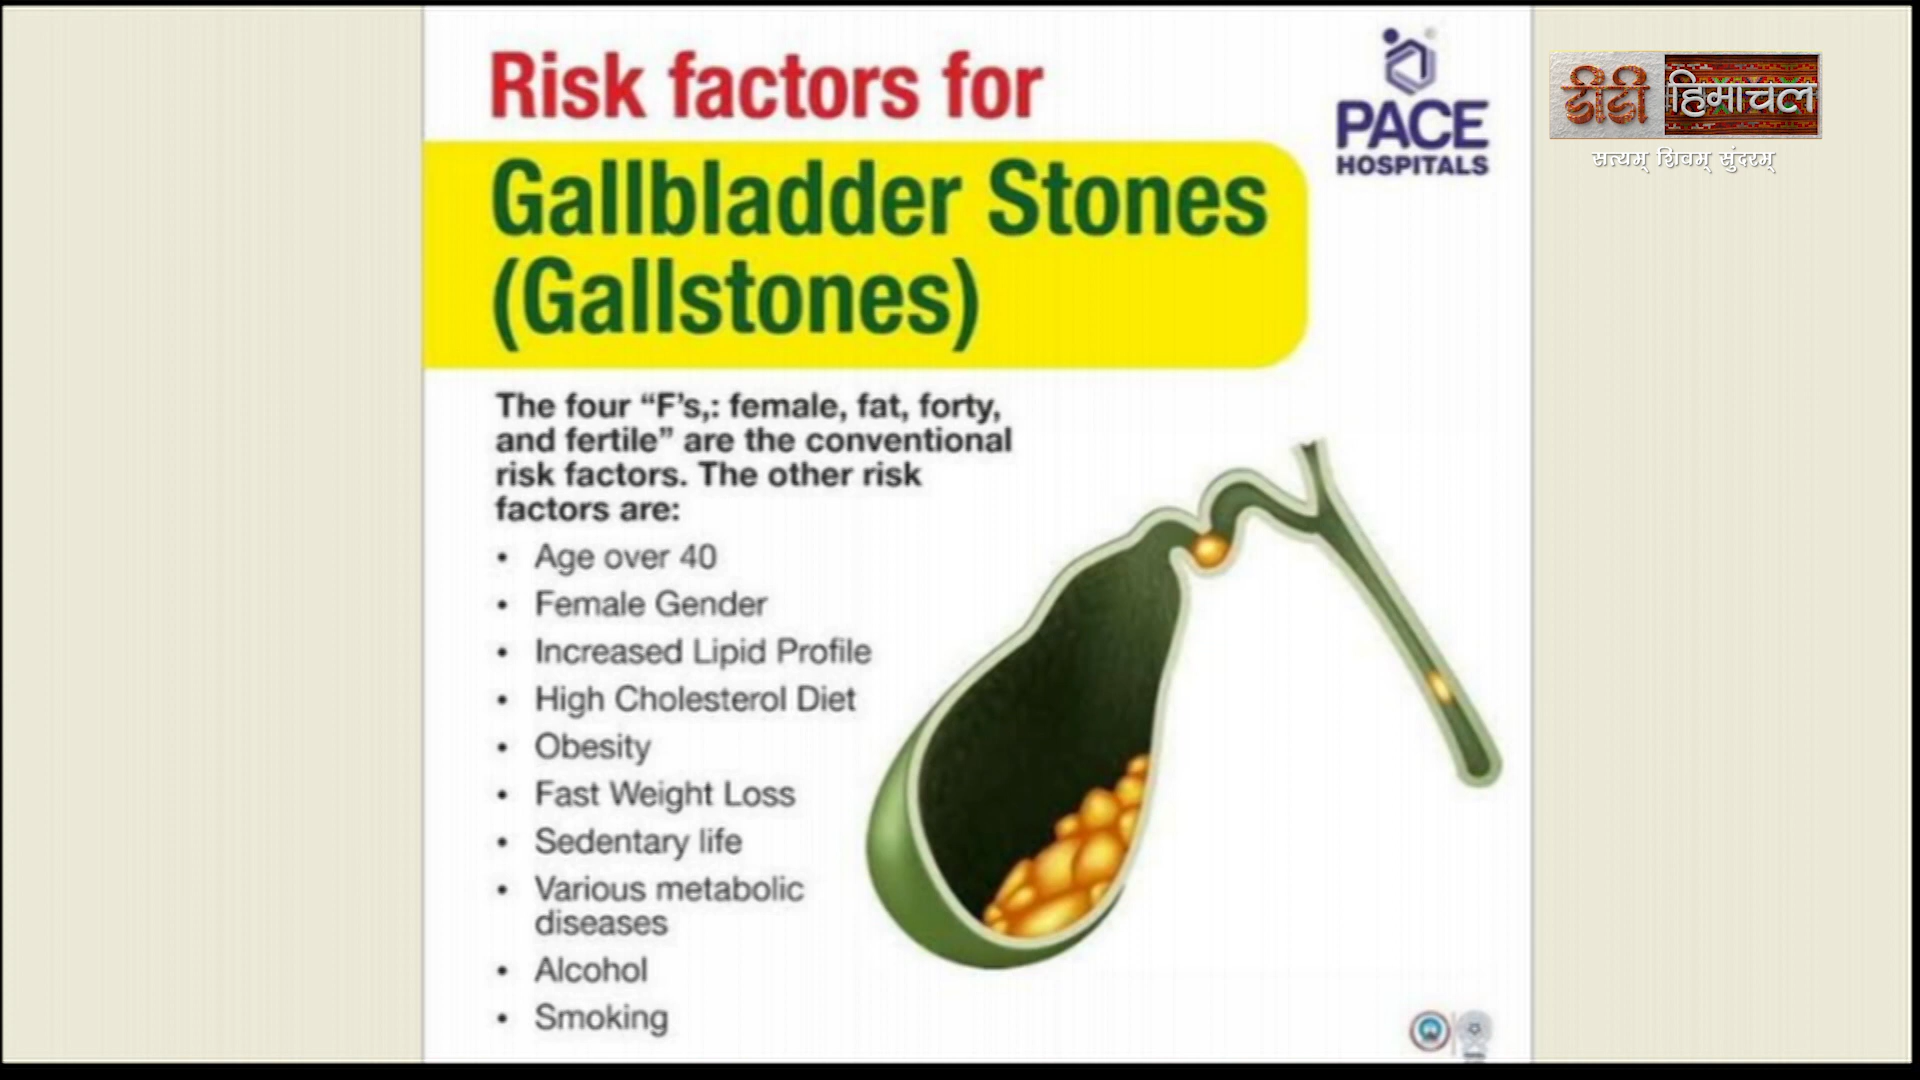 Risk factors for
Gallbladder Stones
(Gallstones)
PACE
HOSPITALS
डीडी हिमाचल
सत्यम् शिवम् सुंदरम्
The four “F’s,: female, fat, forty,
and fertile” are the conventional
risk factors. The other risk
factors are:
• Age over 40
• Female Gender
• Increased Lipid Profile
• High Cholesterol Diet
• Obesity
• Fast Weight Loss
• Sedentary life
• Various metabolic
diseases
• Alcohol
• Smoking